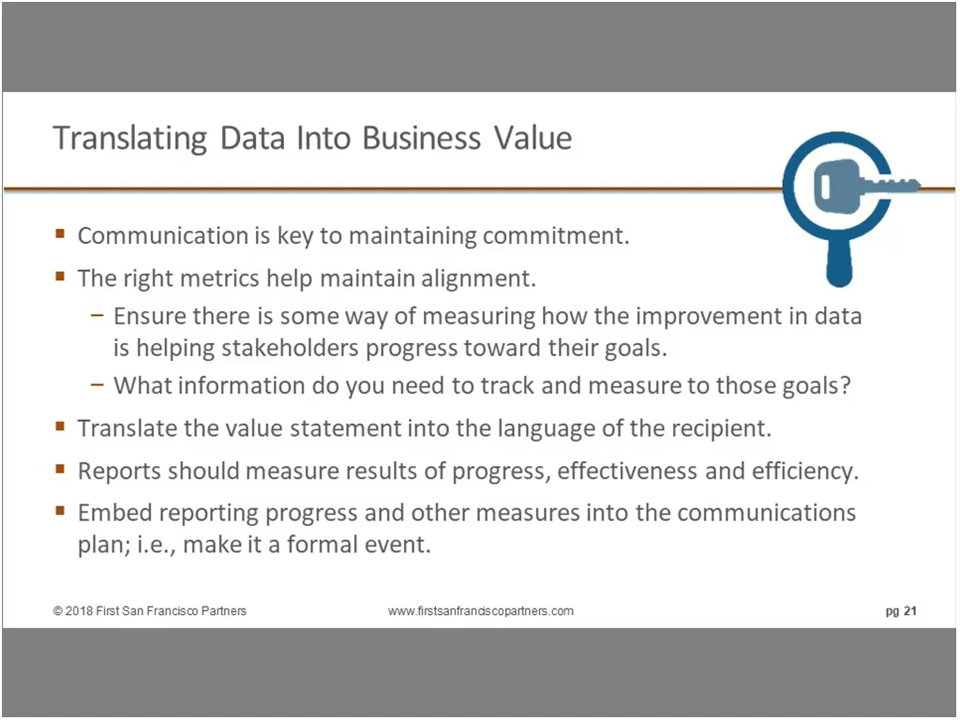 Translating Data Into Business Value
▪ Communication is key to maintaining commitment.
▪ The right metrics help maintain alignment.
– Ensure there is some way of measuring how the improvement in data
is helping stakeholders progress toward their goals.
– What information do you need to track and measure to those goals?
▪ Translate the value statement into the language of the recipient.
▪ Reports should measure results of progress, effectiveness and efficiency.
▪ Embed reporting progress and other measures into the communications
plan; i.e., make it a formal event.
© 2018 First San Francisco Partners
www.firstsanfranciscopartners.com
pg 21